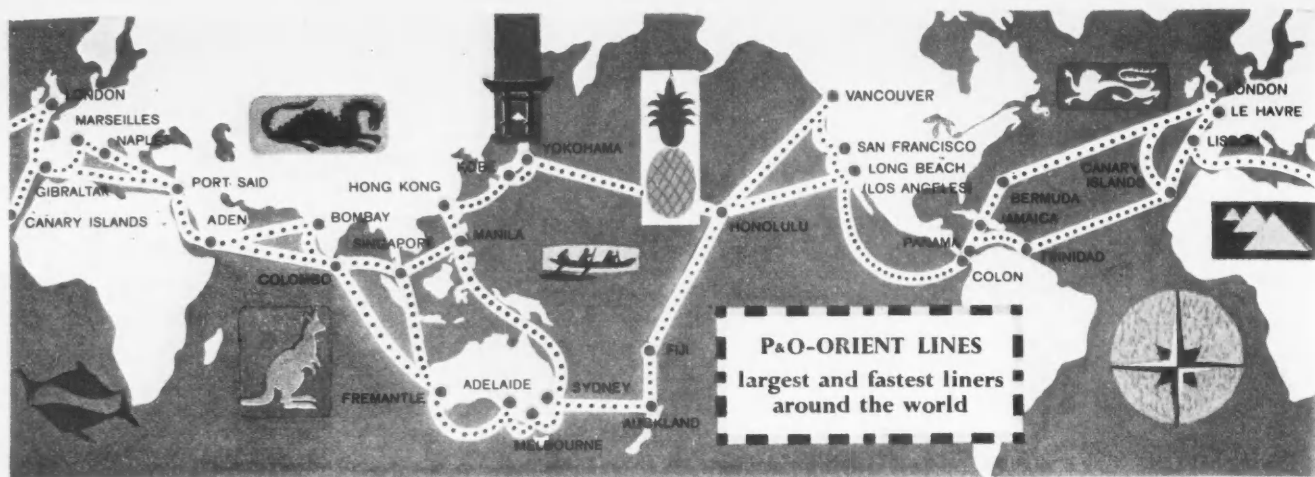 LONDON
MARSEILLES
NAPLES
GIBRALTAR
PORT SAID
CANARY ISLANDS
ADEN
BOMBAY
COLOMBO
HONG KONG
SINGAPORE
MANILA
KOBE
YOKOHAMA
FREMANTLE
ADELAIDE
MELBOURNE
SYDNEY
AUCKLAND
FIJI
HONOLULU
VANCOUVER
SAN FRANCISCO
LONG BEACH
(LOS ANGELES)
PANAMA
COLON
JAMAICA
BERMUDA
TRINIDAD
CANARY
ISLANDS
LONDON
LE HAVRE
LISBON
P&O-ORIENT LINES
largest and fastest liners
around the world